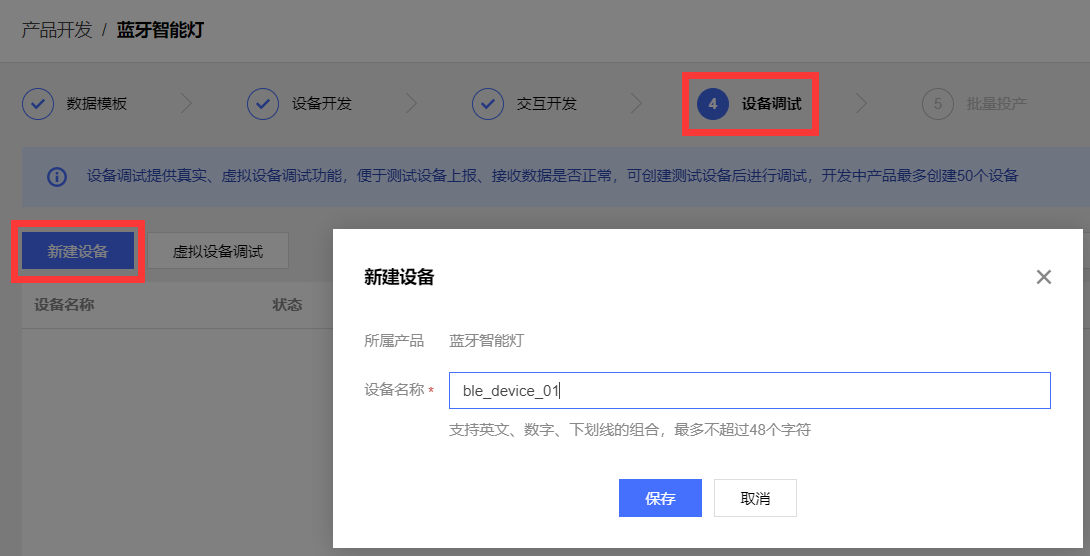 产品开发 / 蓝牙智能灯
数据模板
设备开发
交互开发
4 设备调试
5 批量投产
设备调试提供真实、虚拟设备调试功能，便于测试设备上报、接收数据是否正常，可创建测试设备后进行调试，开发中产品最多创建50个设备
新建设备 虚拟设备调试
设备名称 状态
新建设备
所属产品 蓝牙智能灯
设备名称 * ble_device_01
支持英文、数字、下划线的组合，最多不超过48个字符
保存 取消